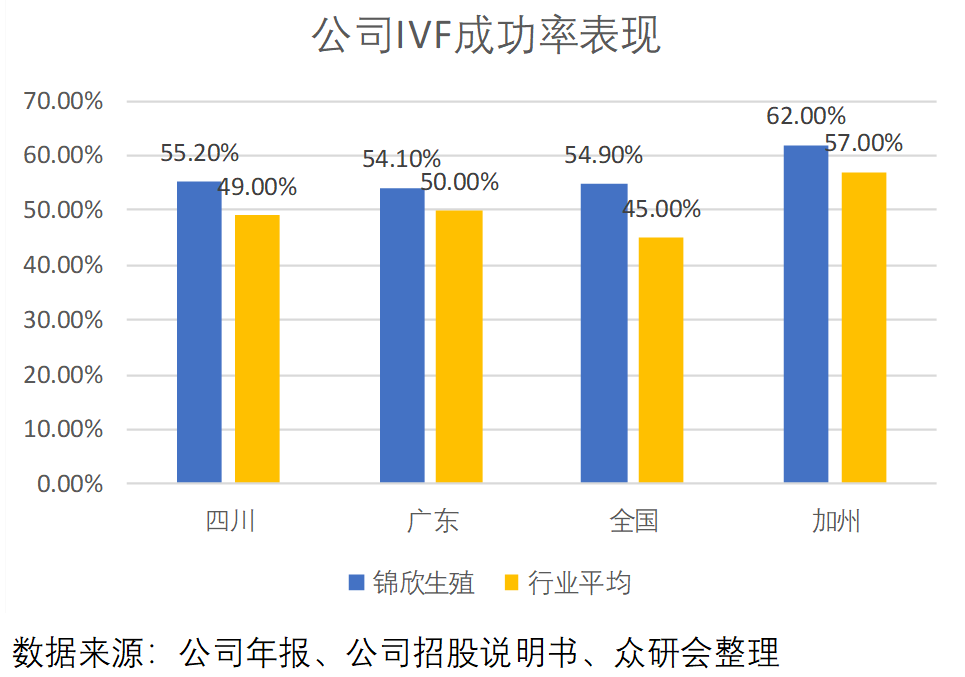 公司IVF成功率表现
70.00%
60.00%
50.00%
40.00%
30.00%
20.00%
10.00%
0.00%
55.20%
49.00%
54.10%
50.00%
54.90%
45.00%
62.00%
57.00%
四川
广东
全国
加州
锦欣生殖
行业平均
数据来源：公司年报、公司招股说明书、众研会整理